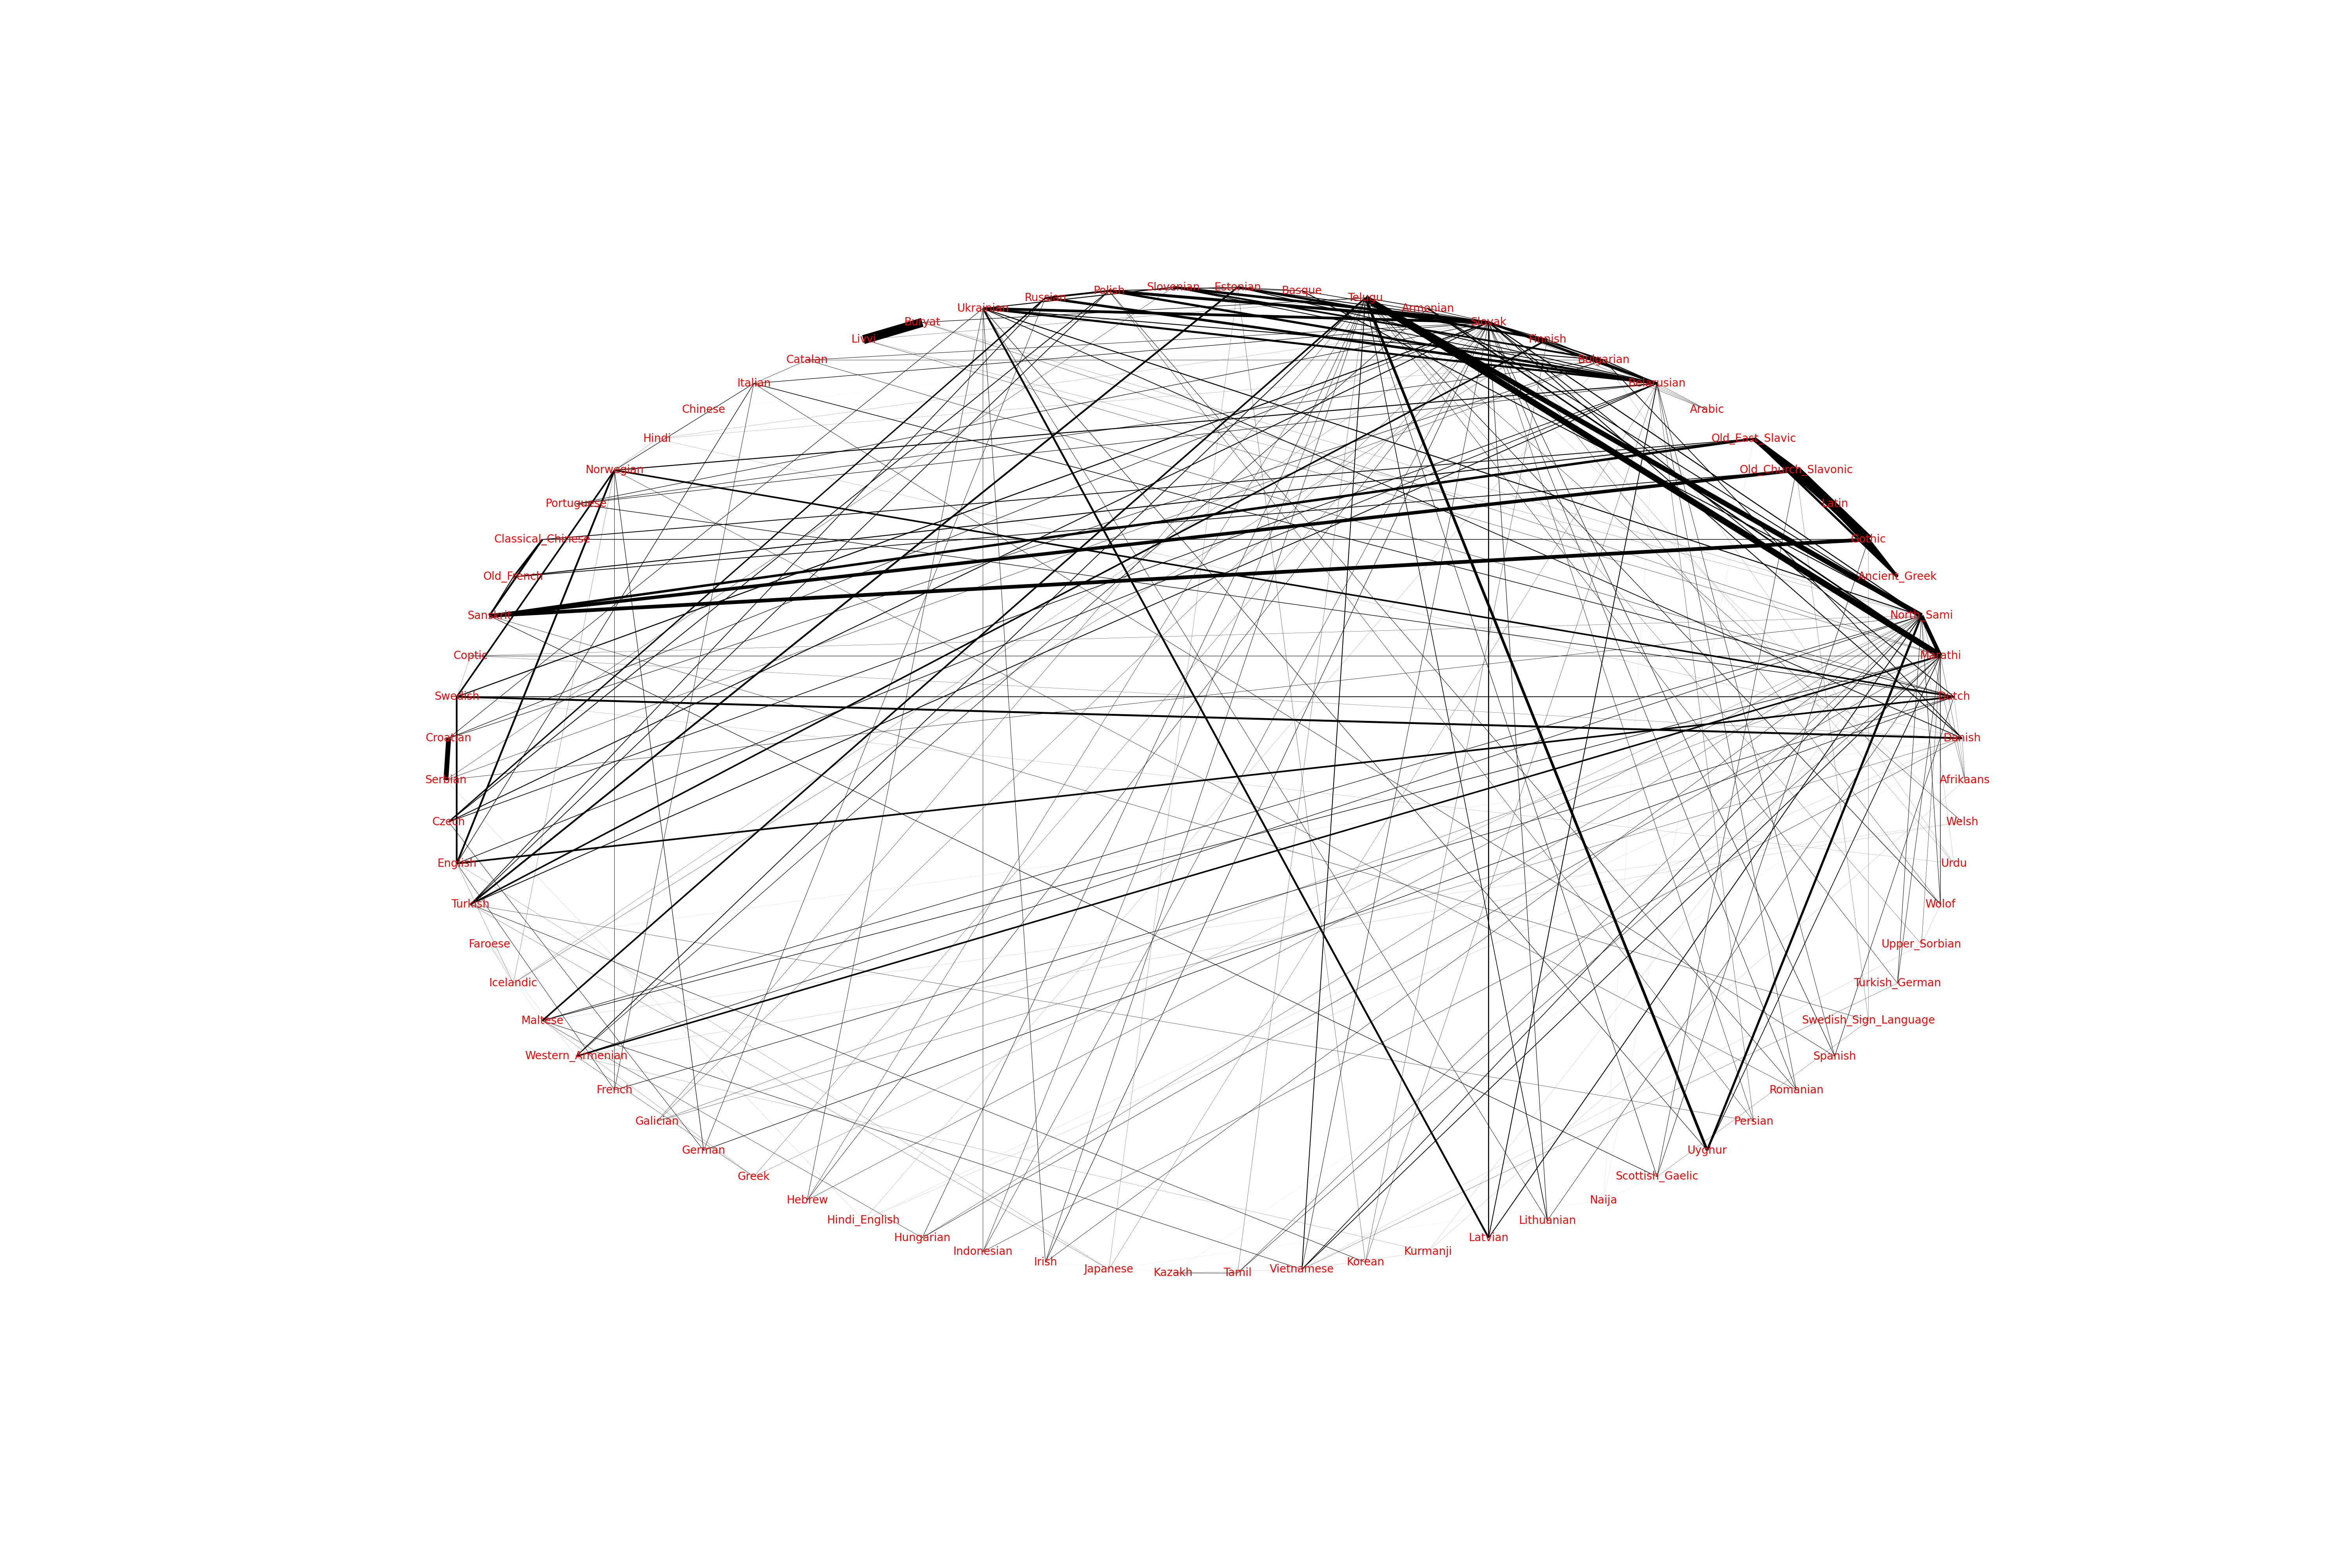 Slovenian
Estonian
Polish
Basque
Russian
Telugu
Ukrainian
Armenian
Buryat
Slovak
Livvi
Finnish
Catalan
Bulgarian
Italian
Belarusian
Chinese
Arabic
Hindi
Old_East_Slavic
Norwegian
Old_Church_Slavonic
Portuguese
Latin
Classical_Chinese
Gothic
Old_French
Ancient_Greek
Sanskrit
North_Sami
Coptic
Marathi
Swedish
Dutch
Croatian
Danish
Serbian
Afrikaans
Czech
Welsh
English
Urdu
Turkish
Wolof
Faroese
Upper_Sorbian
Icelandic
Turkish_German
Maltese
Swedish_Sign_Language
Western_Armenian
Spanish
French
Romanian
Galician
Persian
German
Uyghur
Greek
Scottish_Gaelic
Hebrew
Naija
Hindi_English
Lithuanian
Hungarian
Latvian
Indonesian
Kurmanji
Irish
Korean
Japanese
Vietnamese
Kazakh
Tamil